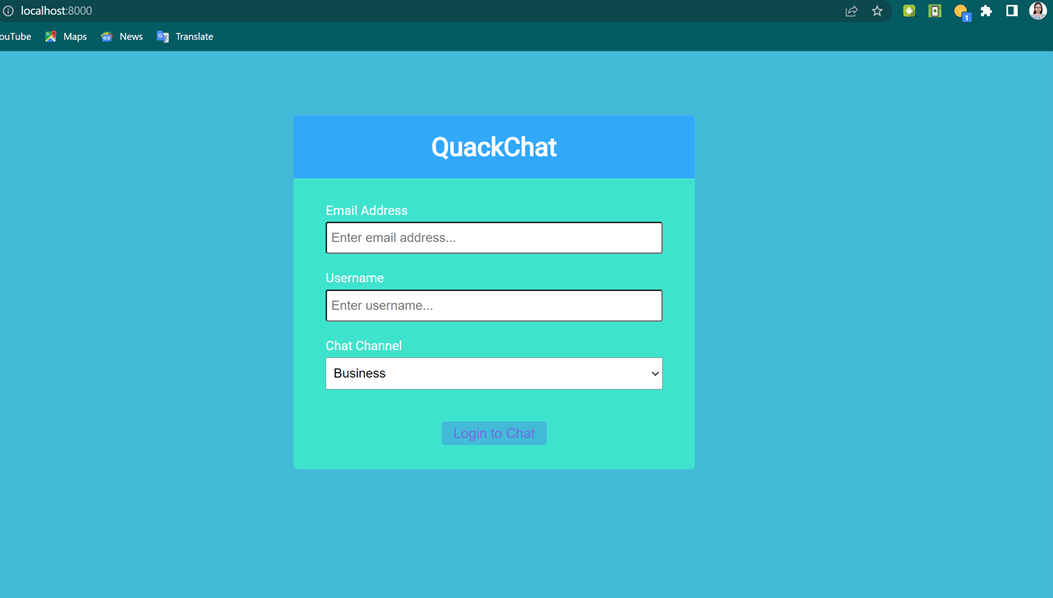 localhost:8000
1
ouTube Maps News Translate
QuackChat
Email Address
Enter email address...
Username
Enter username...
Chat Channel
Business
Login to Chat